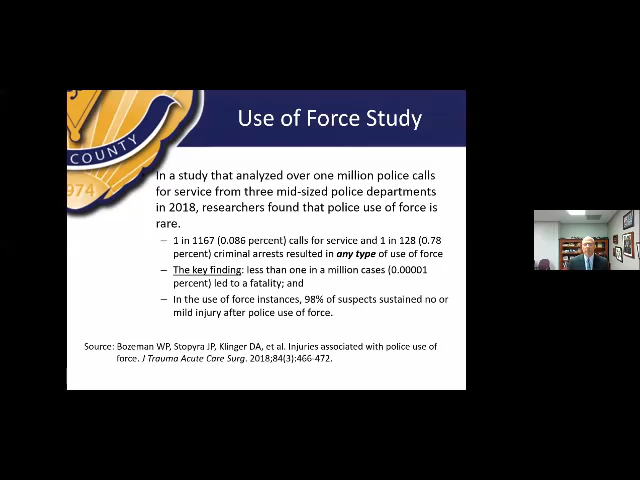 COUNTY
974
Use of Force Study
In a study that analyzed over one million police calls
for service from three mid-sized police departments
in 2018, researchers found that police use of force is
rare.
– 1 in 1167 (0.086 percent) calls for service and 1 in 128 (0.78
percent) criminal arrests resulted in any type of use of force
– The key finding: less than one in a million cases (0.00001
percent) led to a fatality; and
– In the use of force instances, 98% of suspects sustained no or
mild injury after police use of force.
Source: Bozeman WP, Stopyra JP, Klinger DA, et al. Injuries associated with police use of
force. J Trauma Acute Care Surg. 2018;84(3):466-472.